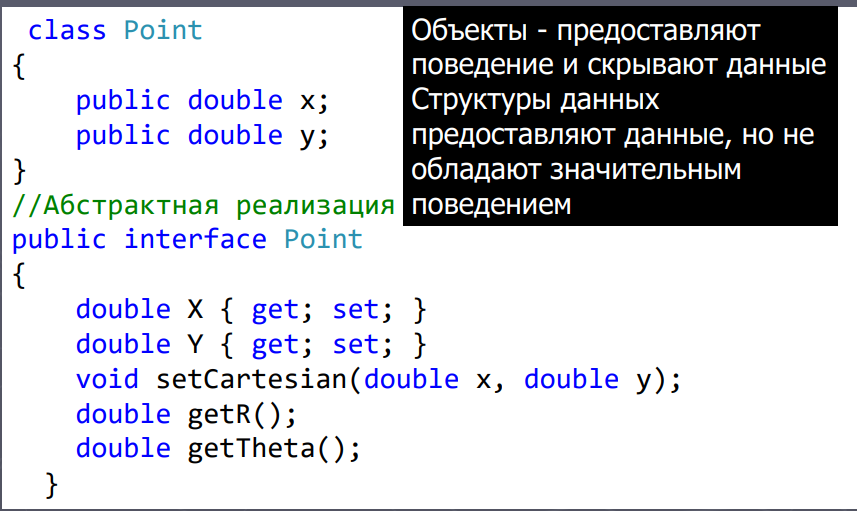 class Point
{
    public double x;
    public double y;
}
//Абстрактная реализация
public interface Point
{
    double X { get; set; }
    double Y { get; set; }
    void setCartesian(double x, double y);
    double getR();
    double getTheta();
}
Объекты - предоставляют
поведение и скрывают данные
Структуры данных
предоставляют данные, но не
обладают значительным
поведением